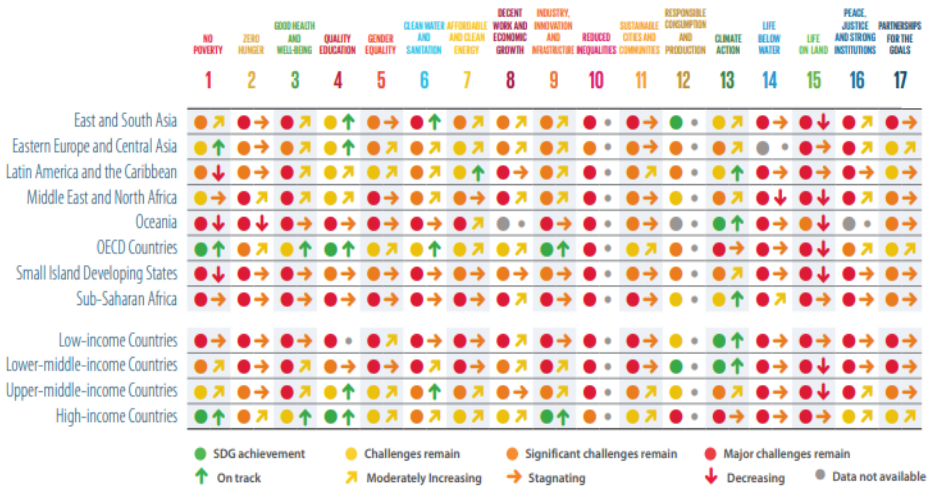 NO POVERTY
ZERO HUNGER
GOOD HEALTH AND WELL-BEING
QUALITY EDUCATION
GENDER EQUALITY
CLEAN WATER AND SANITATION
AFFORDABLE AND CLEAN ENERGY
DECENT WORK AND ECONOMIC GROWTH
INDUSTRY, INNOVATION AND INFRASTRUCTURE
REDUCED INEQUALITIES
SUSTAINABLE CITIES AND COMMUNITIES
RESPONSIBLE CONSUMPTION AND PRODUCTION
CLIMATE ACTION
LIFE BELOW WATER
LIFE ON LAND
PEACE, JUSTICE AND STRONG INSTITUTIONS
PARTNERSHIPS FOR THE GOALS
1 2 3 4 5 6 7 8 9 10 11 12 13 14 15 16 17
East and South Asia
Eastern Europe and Central Asia
Latin America and the Caribbean
Middle East and North Africa
Oceania
OECD Countries
Small Island Developing States
Sub-Saharan Africa
Low-income Countries
Lower-middle-income Countries
Upper-middle-income Countries
High-income Countries
SDG achievement Challenges remain Significant challenges remain Major challenges remain
On track Moderately Increasing Stagnating Decreasing Data not available